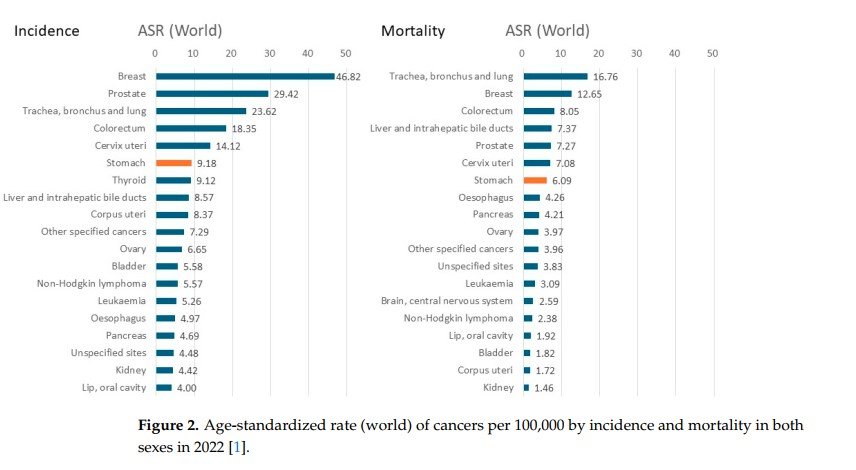 Incidence
ASR (World)
0 10 20 30 40 50
Breast 46.82
Prostate 29.42
Trachea, bronchus and lung 23.62
Colorectum 18.35
Cervix uteri 14.12
Stomach 9.18
Thyroid 9.12
Liver and intrahepatic bile ducts 8.57
Corpus uteri 8.37
Other specified cancers 7.29
Ovary 6.65
Bladder 5.58
Non-Hodgkin lymphoma 5.57
Leukaemia 5.26
Oesophagus 4.97
Pancreas 4.69
Unspecified sites 4.48
Kidney 4.42
Lip, oral cavity 4.00
Mortality
ASR (World)
0 10 20 30 40 50
Trachea, bronchus and lung 16.76
Breast 12.65
Colorectum 8.05
Liver and intrahepatic bile ducts 7.37
Prostate 7.27
Cervix uteri 7.08
Stomach 6.09
Oesophagus 4.26
Pancreas 4.21
Ovary 3.97
Other specified cancers 3.96
Unspecified sites 3.83
Leukaemia 3.09
Brain, central nervous system 2.59
Non-Hodgkin lymphoma 2.38
Lip, oral cavity 1.92
Bladder 1.82
Corpus uteri 1.72
Kidney 1.46
Figure 2. Age-standardized rate (world) of cancers per 100,000 by incidence and mortality in both
sexes in 2022 [1].